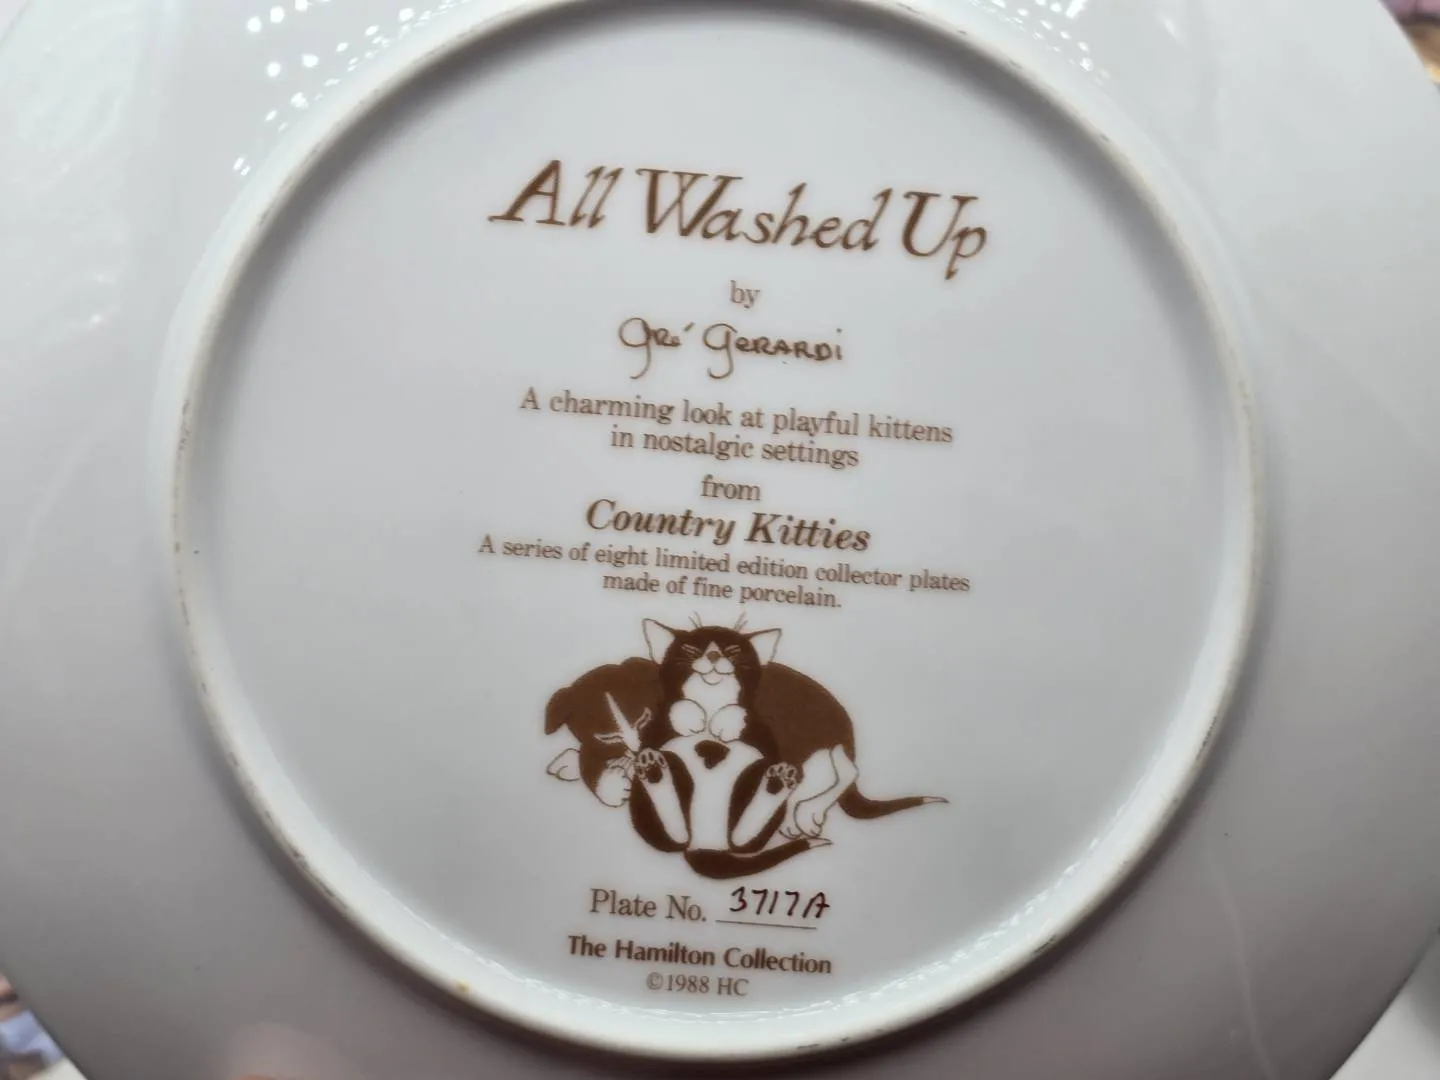 All Washed Up
by
Gré Gerardi
A charming look at playful kittens
in nostalgic settings
from
Country Kitties
A series of eight limited edition collector plates
made of fine porcelain.
Plate No. 3717A
The Hamilton Collection
©1988 HC